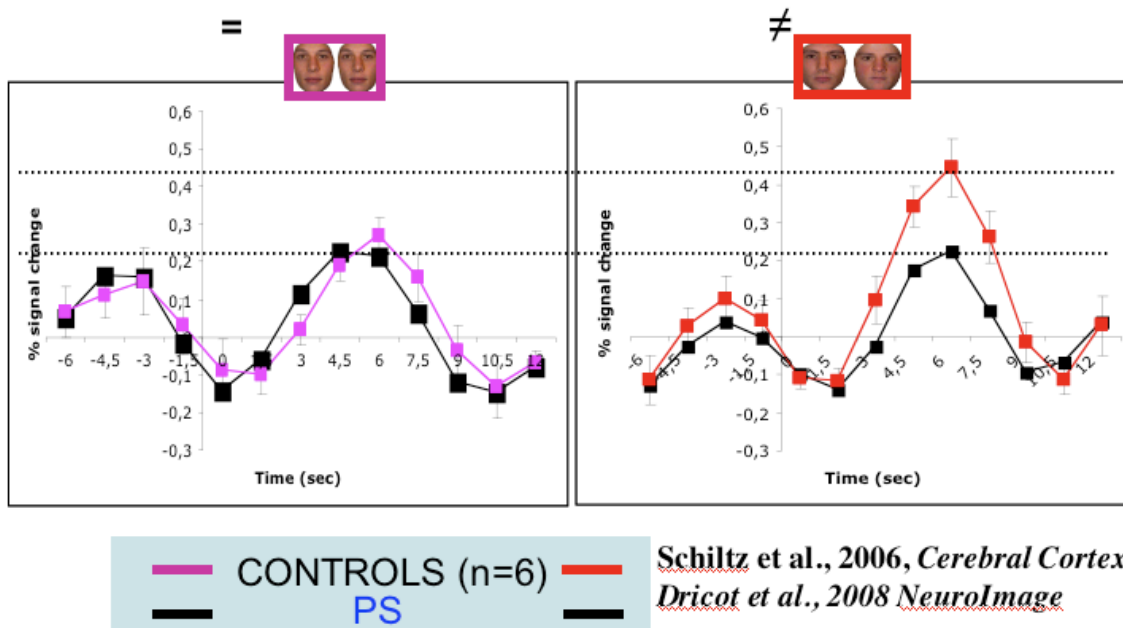 = ≠
0,6 0,6
0,5 0,5
0,4 0,4
0,3 0,3
0,2 0,2
0,1 0,1
% signal change % signal change
-6 -4,5 -3 -1,5 0 3 4,5 6 7,5 9 10,5 12
-6 -4,5 -3 -1,5 0 1,5 3 4,5 6 7,5 9 10,5 12
-0,1 -0,1
-0,2 -0,2
-0,3 -0,3
Time (sec) Time (sec)
CONTROLS (n=6)
PS
Schiltz et al., 2006, Cerebral Cortex
Dricot et al., 2008 NeuroImage